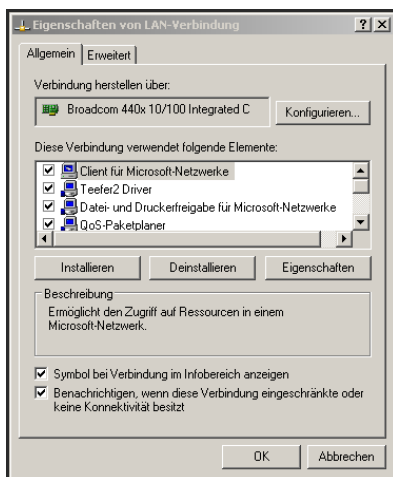 Eigenschaften von LAN-Verbindung
Allgemein
Erweitert
Verbindung herstellen über:
Broadcom 440x 10/100 Integrated C
Konfigurieren...
Diese Verbindung verwendet folgende Elemente:
Client für Microsoft-Netzwerke
Teefer2 Driver
Datei- und Druckerfreigabe für Microsoft-Netzwerke
QoS-Paketplaner
Installieren
Deinstallieren
Eigenschaften
Beschreibung
Ermöglicht den Zugriff auf Ressourcen in einem
Microsoft-Netzwerk.
Symbol bei Verbindung im Infobereich anzeigen
Benachrichtigen, wenn diese Verbindung eingeschränkte oder
keine Konnektivität besitzt
OK
Abbrechen